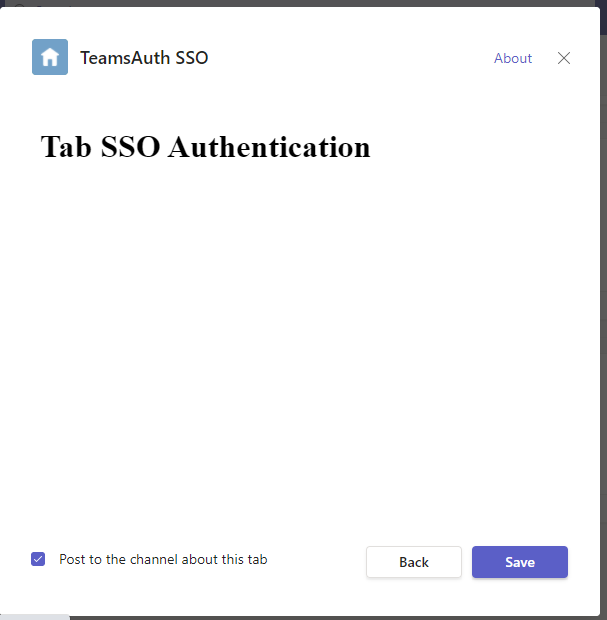 TeamsAuth SSO
About
Tab SSO Authentication
Post to the channel about this tab
Back
Save